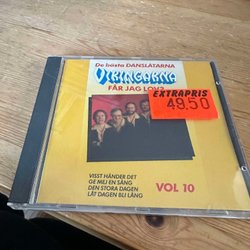 De bästa DANSLÅTARNA
VIKINGARNA
FÅR JAG LOV?
EXTRAPRIS
49.50
VISST HÄNDER DET
GE MEJ EN SÅNG
DEN STORA DAGEN
LÅT DAGEN BLI LÅNG
VOL 10